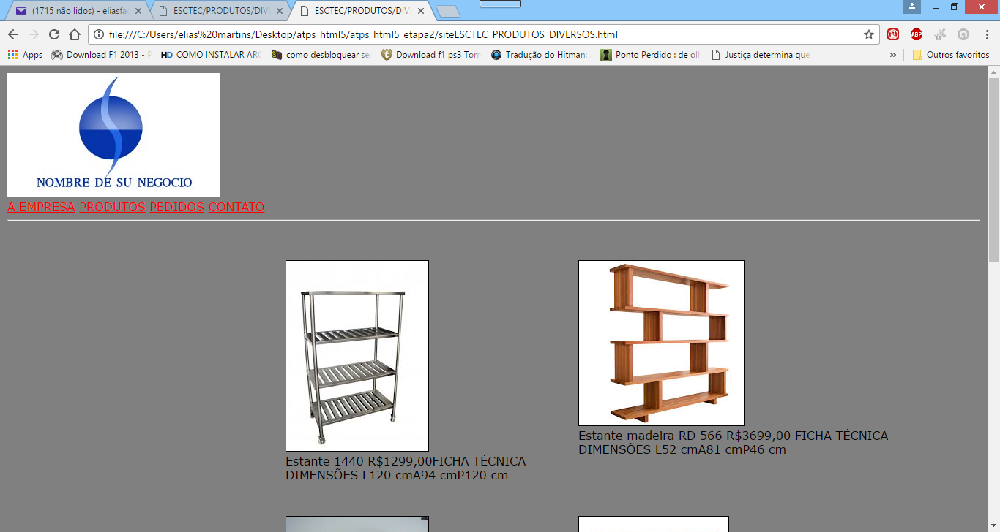 (1715 não lidos) - eliasfa
ESCTEC/PRODUTOS/DIVE
ESCTEC/PRODUTOS/DIVE
file:///C:/Users/elias%20martins/Desktop/atps_html5/atps_html5_etapa2/siteESCTEC_PRODUTOS_DIVERSOS.html
ABP
Apps
Download F1 2013 - P
HD COMO INSTALAR ARC
como desbloquear se
Download f1 ps3 Torr
Tradução do Hitman:
Ponto Perdido : de oll
Justiça determina que
»
Outros favoritos
NOMBRE DE SU NEGOCIO
A EMPRESA PRODUTOS PEDIDOS CONTATO
Estante 1440 R$1299,00FICHA TÉCNICA
DIMENSÕES L120 cmA94 cmP120 cm
Estante madeira RD 566 R$3699,00 FICHA TÉCNICA
DIMENSÕES L52 cmA81 cmP46 cm